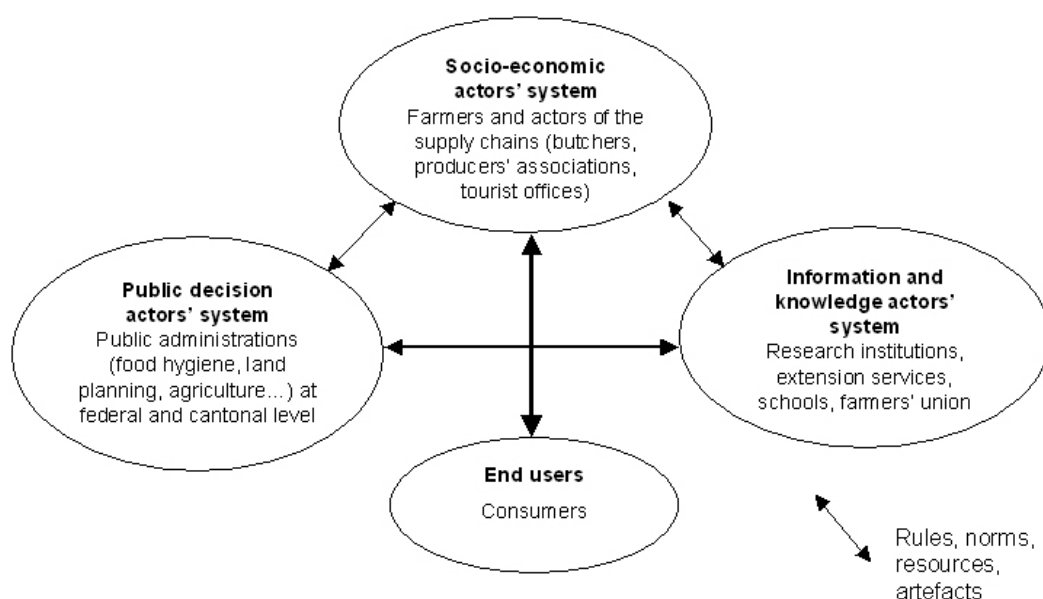 Socio-economic
actors' system
Farmers and actors of the
supply chains (butchers,
producers' associations,
tourist offices)
Public decision
actors' system
Public administrations
(food hygiene, land
planning, agriculture...) at
federal and cantonal level
Information and
knowledge actors'
system
Research institutions,
extension services,
schools, farmers' union
End users
Consumers
Rules, norms,
resources,
artefacts